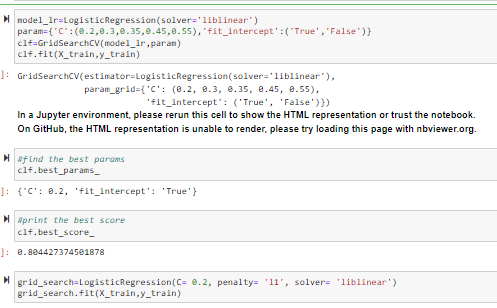 model_lr=LogisticRegression(solver='liblinear')
param={'C':(0.2,0.3,0.35,0.45,0.55),'fit_intercept':('True','False')}
clf=GridSearchCV(model_lr,param)
clf.fit(X_train,y_train)
]: GridSearchCV(estimator=LogisticRegression(solver='liblinear'),
param_grid={'C': (0.2, 0.3, 0.35, 0.45, 0.55),
'fit_intercept': ('True', 'False')})
In a Jupyter environment, please rerun this cell to show the HTML representation or trust the notebook.
On GitHub, the HTML representation is unable to render, please try loading this page with nbviewer.org.
#find the best params
clf.best_params_
]: {'C': 0.2, 'fit_intercept': 'True'}
#print the best score
clf.best_score_
]: 0.804427374501878
grid_search=LogisticRegression(C= 0.2, penalty= 'l1', solver= 'liblinear')
grid_search.fit(X_train,y_train)